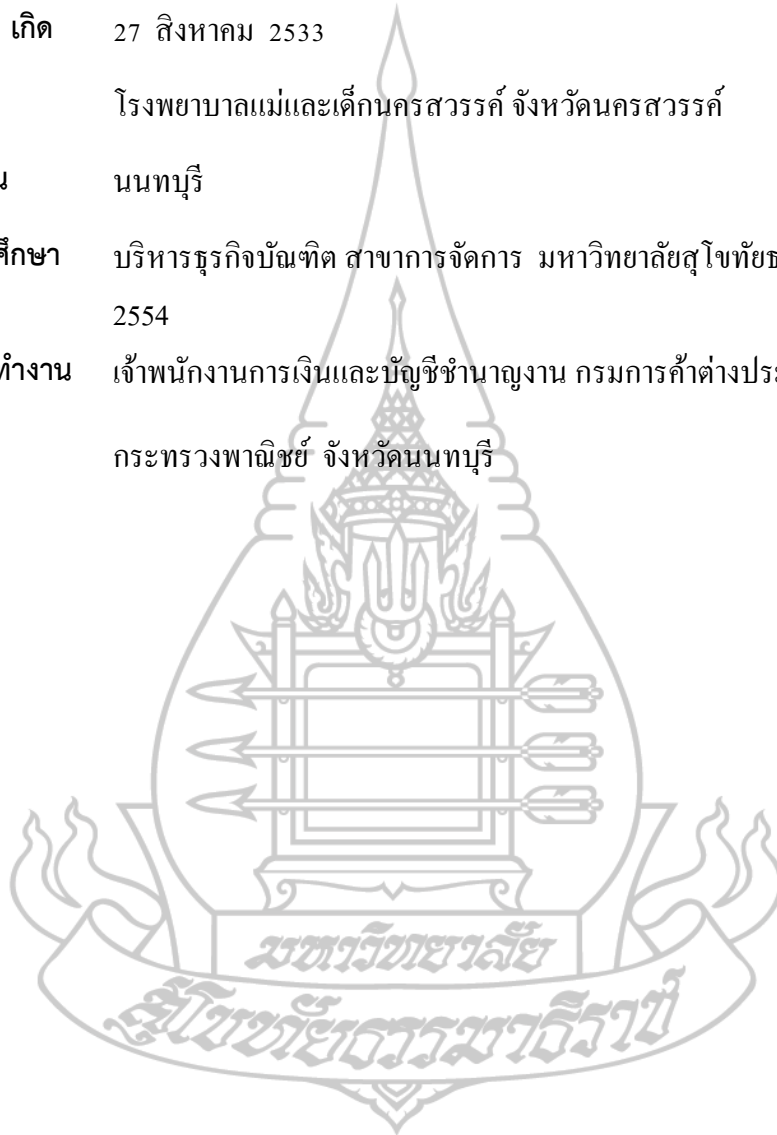 เกิด 27 สิงหาคม 2533
โรงพยาบาลแม่และเด็กนครสวรรค์ จังหวัดนครสวรรค์
นนทบุรี
ศึกษา บริหารธุรกิจบัณฑิต สาขาการจัดการ มหาวิทยาลัยสุโขทัยธ
2554
ทำงาน เจ้าพนักงานการเงินและบัญชีชำนาญงาน กรมการค้าต่างประ
กระทรวงพาณิชย์ จังหวัดนนทบุรี
มหาวิทยาลัย
สุโขทัยธรรมาธิราช